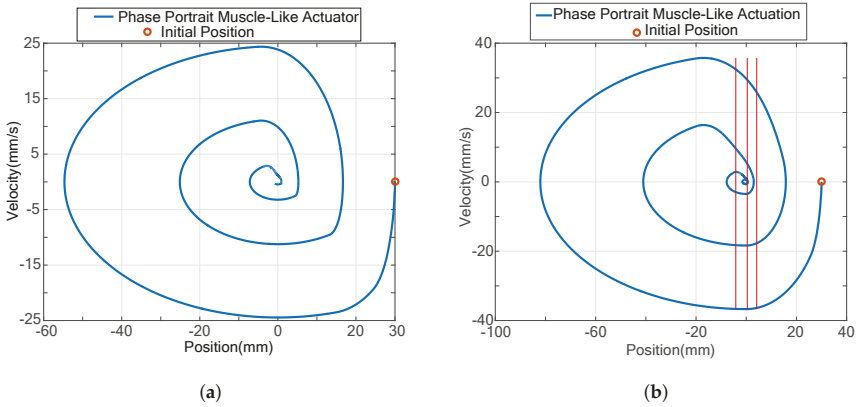 Phase Portrait Muscle-Like Actuator
Initial Position
25
15
5
-5
-15
-25
Velocity(mm/s)
-60
-40
-20
0
20
30
Position(mm)
(a)
Phase Portrait Muscle-Like Actuation
Initial Position
40
20
0
-20
-40
Velocity(mm/s)
-100
-60
-20
20
40
Position(mm)
(b)